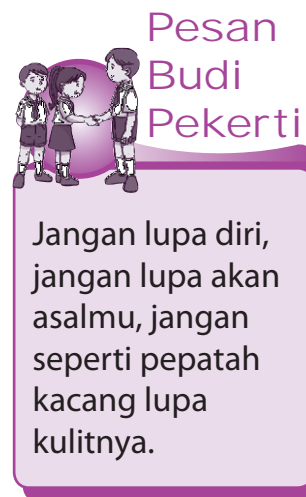 Pesan
Budi
Pekerti
Jangan lupa diri,
jangan lupa akan
asalmu, jangan
seperti pepatah
kacang lupa
kulitnya.